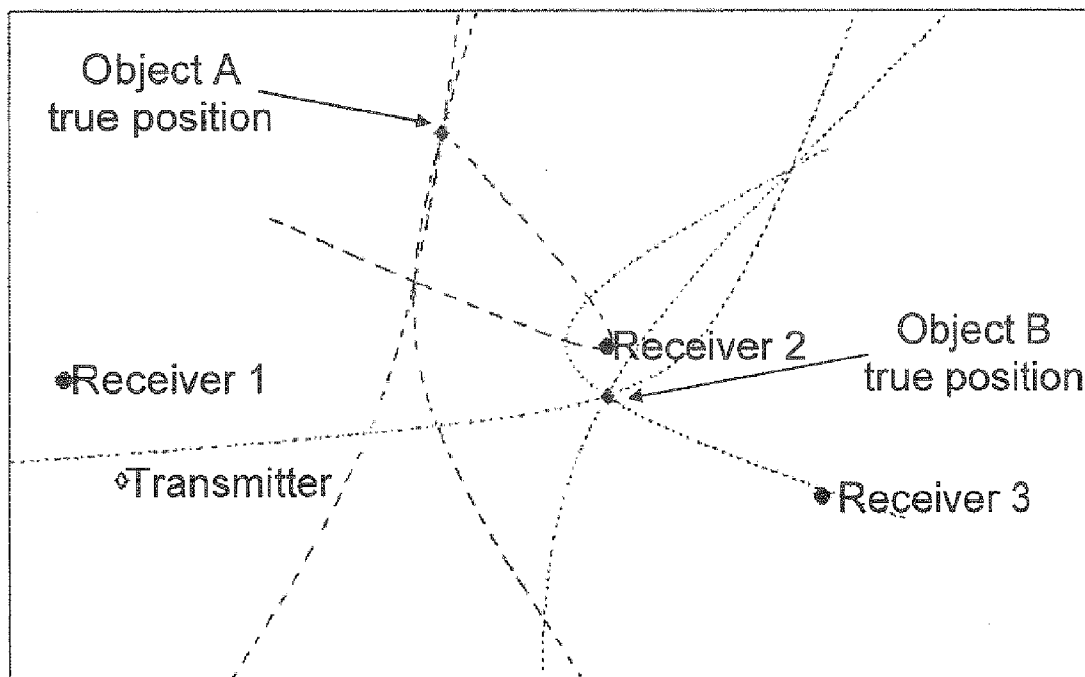 Object A
true position
Receiver 2
Object B
true position
Receiver 1
Transmitter
Receiver 3